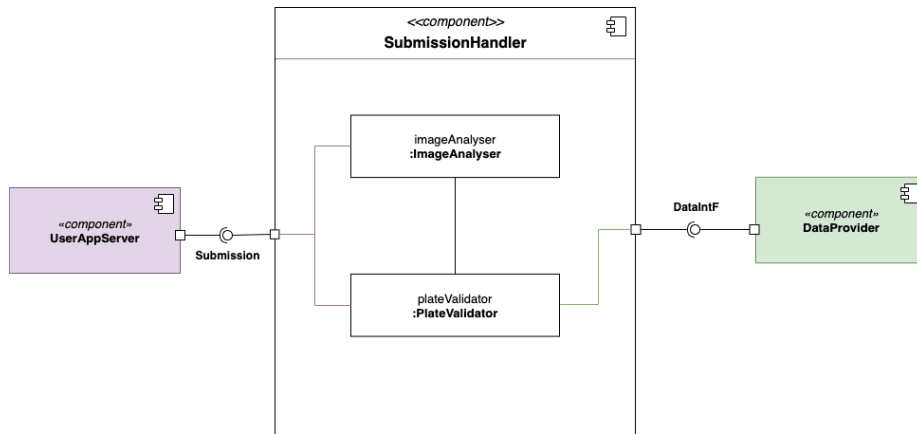 <<component>>
SubmissionHandler
imageAnalyser
:ImageAnalyser
«component»
UserAppServer
Submission
plateValidator
:PlateValidator
DataIntF
«component»
DataProvider